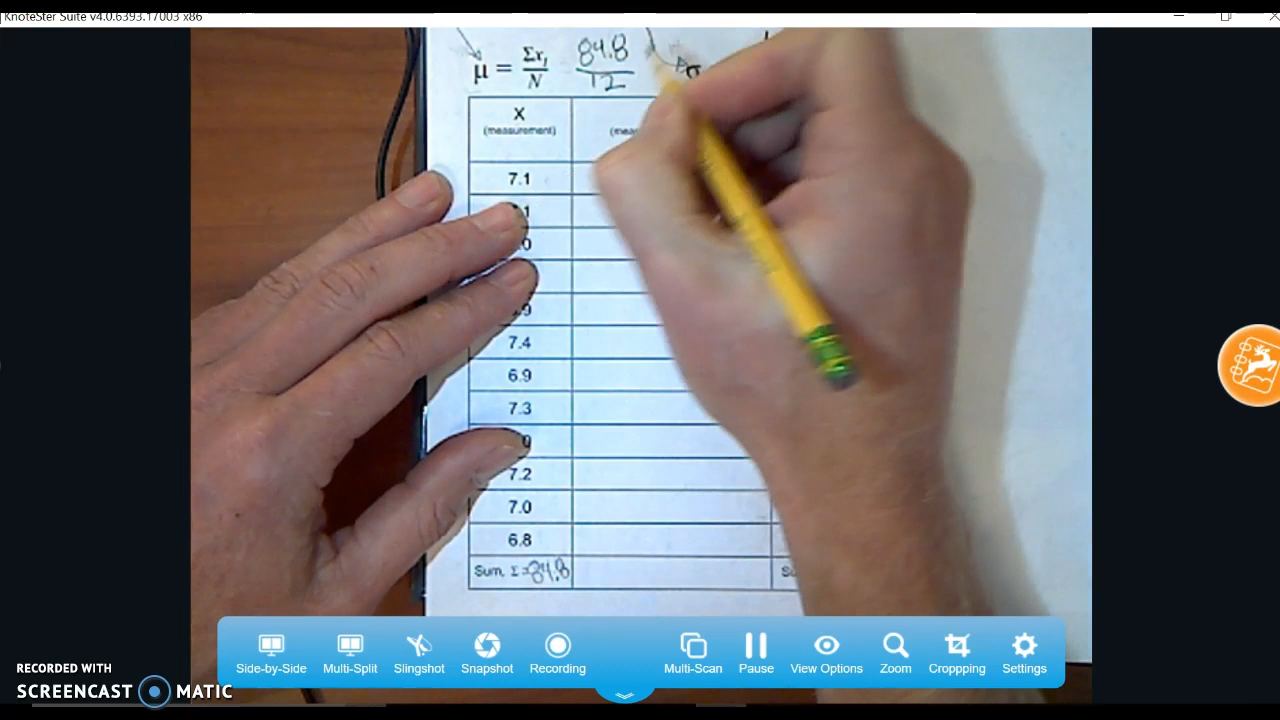 KnoteSter Suite v4.0.6393.17003 x86
μ = Σxᵢ / N 84.8 / 12
σ
X
(measurement)
7.1
7.4
6.9
7.3
7.2
7.0
6.8
Sum, Σ = 84.8
Side-by-Side Multi-Split Slingshot Snapshot Recording Multi-Scan Pause View Options Zoom Croppping Settings
RECORDED WITH
SCREENCAST MATIC